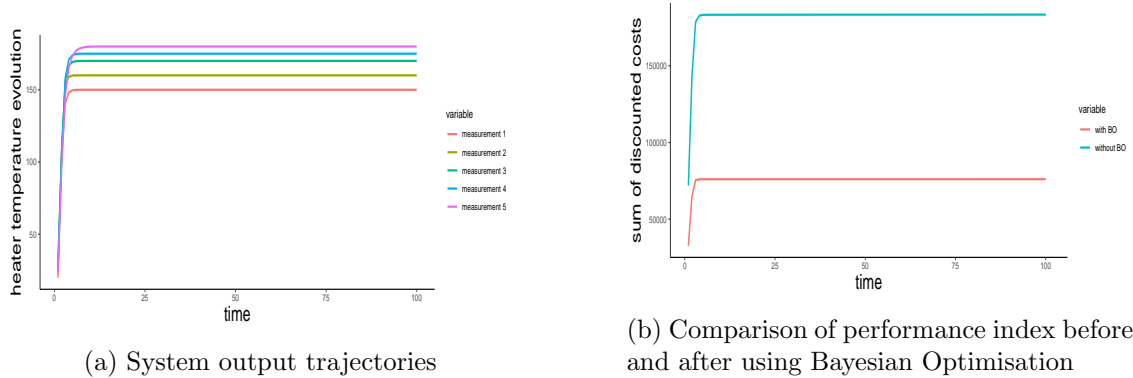 heater temperature evolution
150
100
50
0
25
50
75
100
time
variable
measurement 1
measurement 2
measurement 3
measurement 4
measurement 5
(a) System output trajectories
sum of discounted costs
150000
100000
50000
0
25
50
75
100
time
variable
with BO
without BO
(b) Comparison of performance index before
and after using Bayesian Optimisation